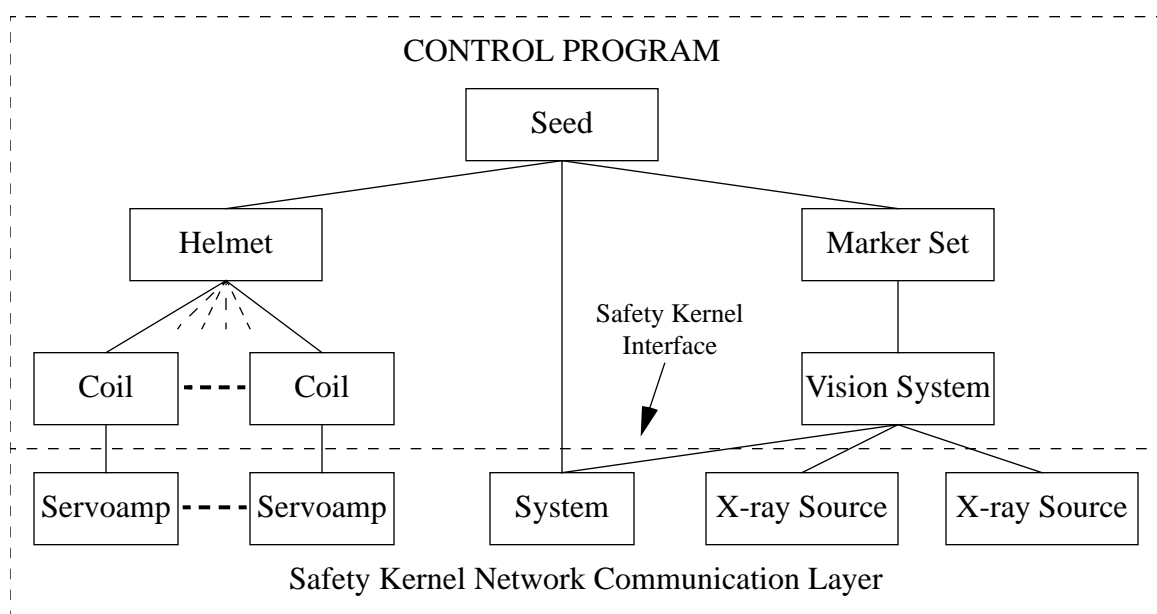 CONTROL PROGRAM
Seed
Helmet
Marker Set
Safety Kernel
Interface
Coil
Coil
Vision System
Servoamp
Servoamp
System
X-ray Source
X-ray Source
Safety Kernel Network Communication Layer